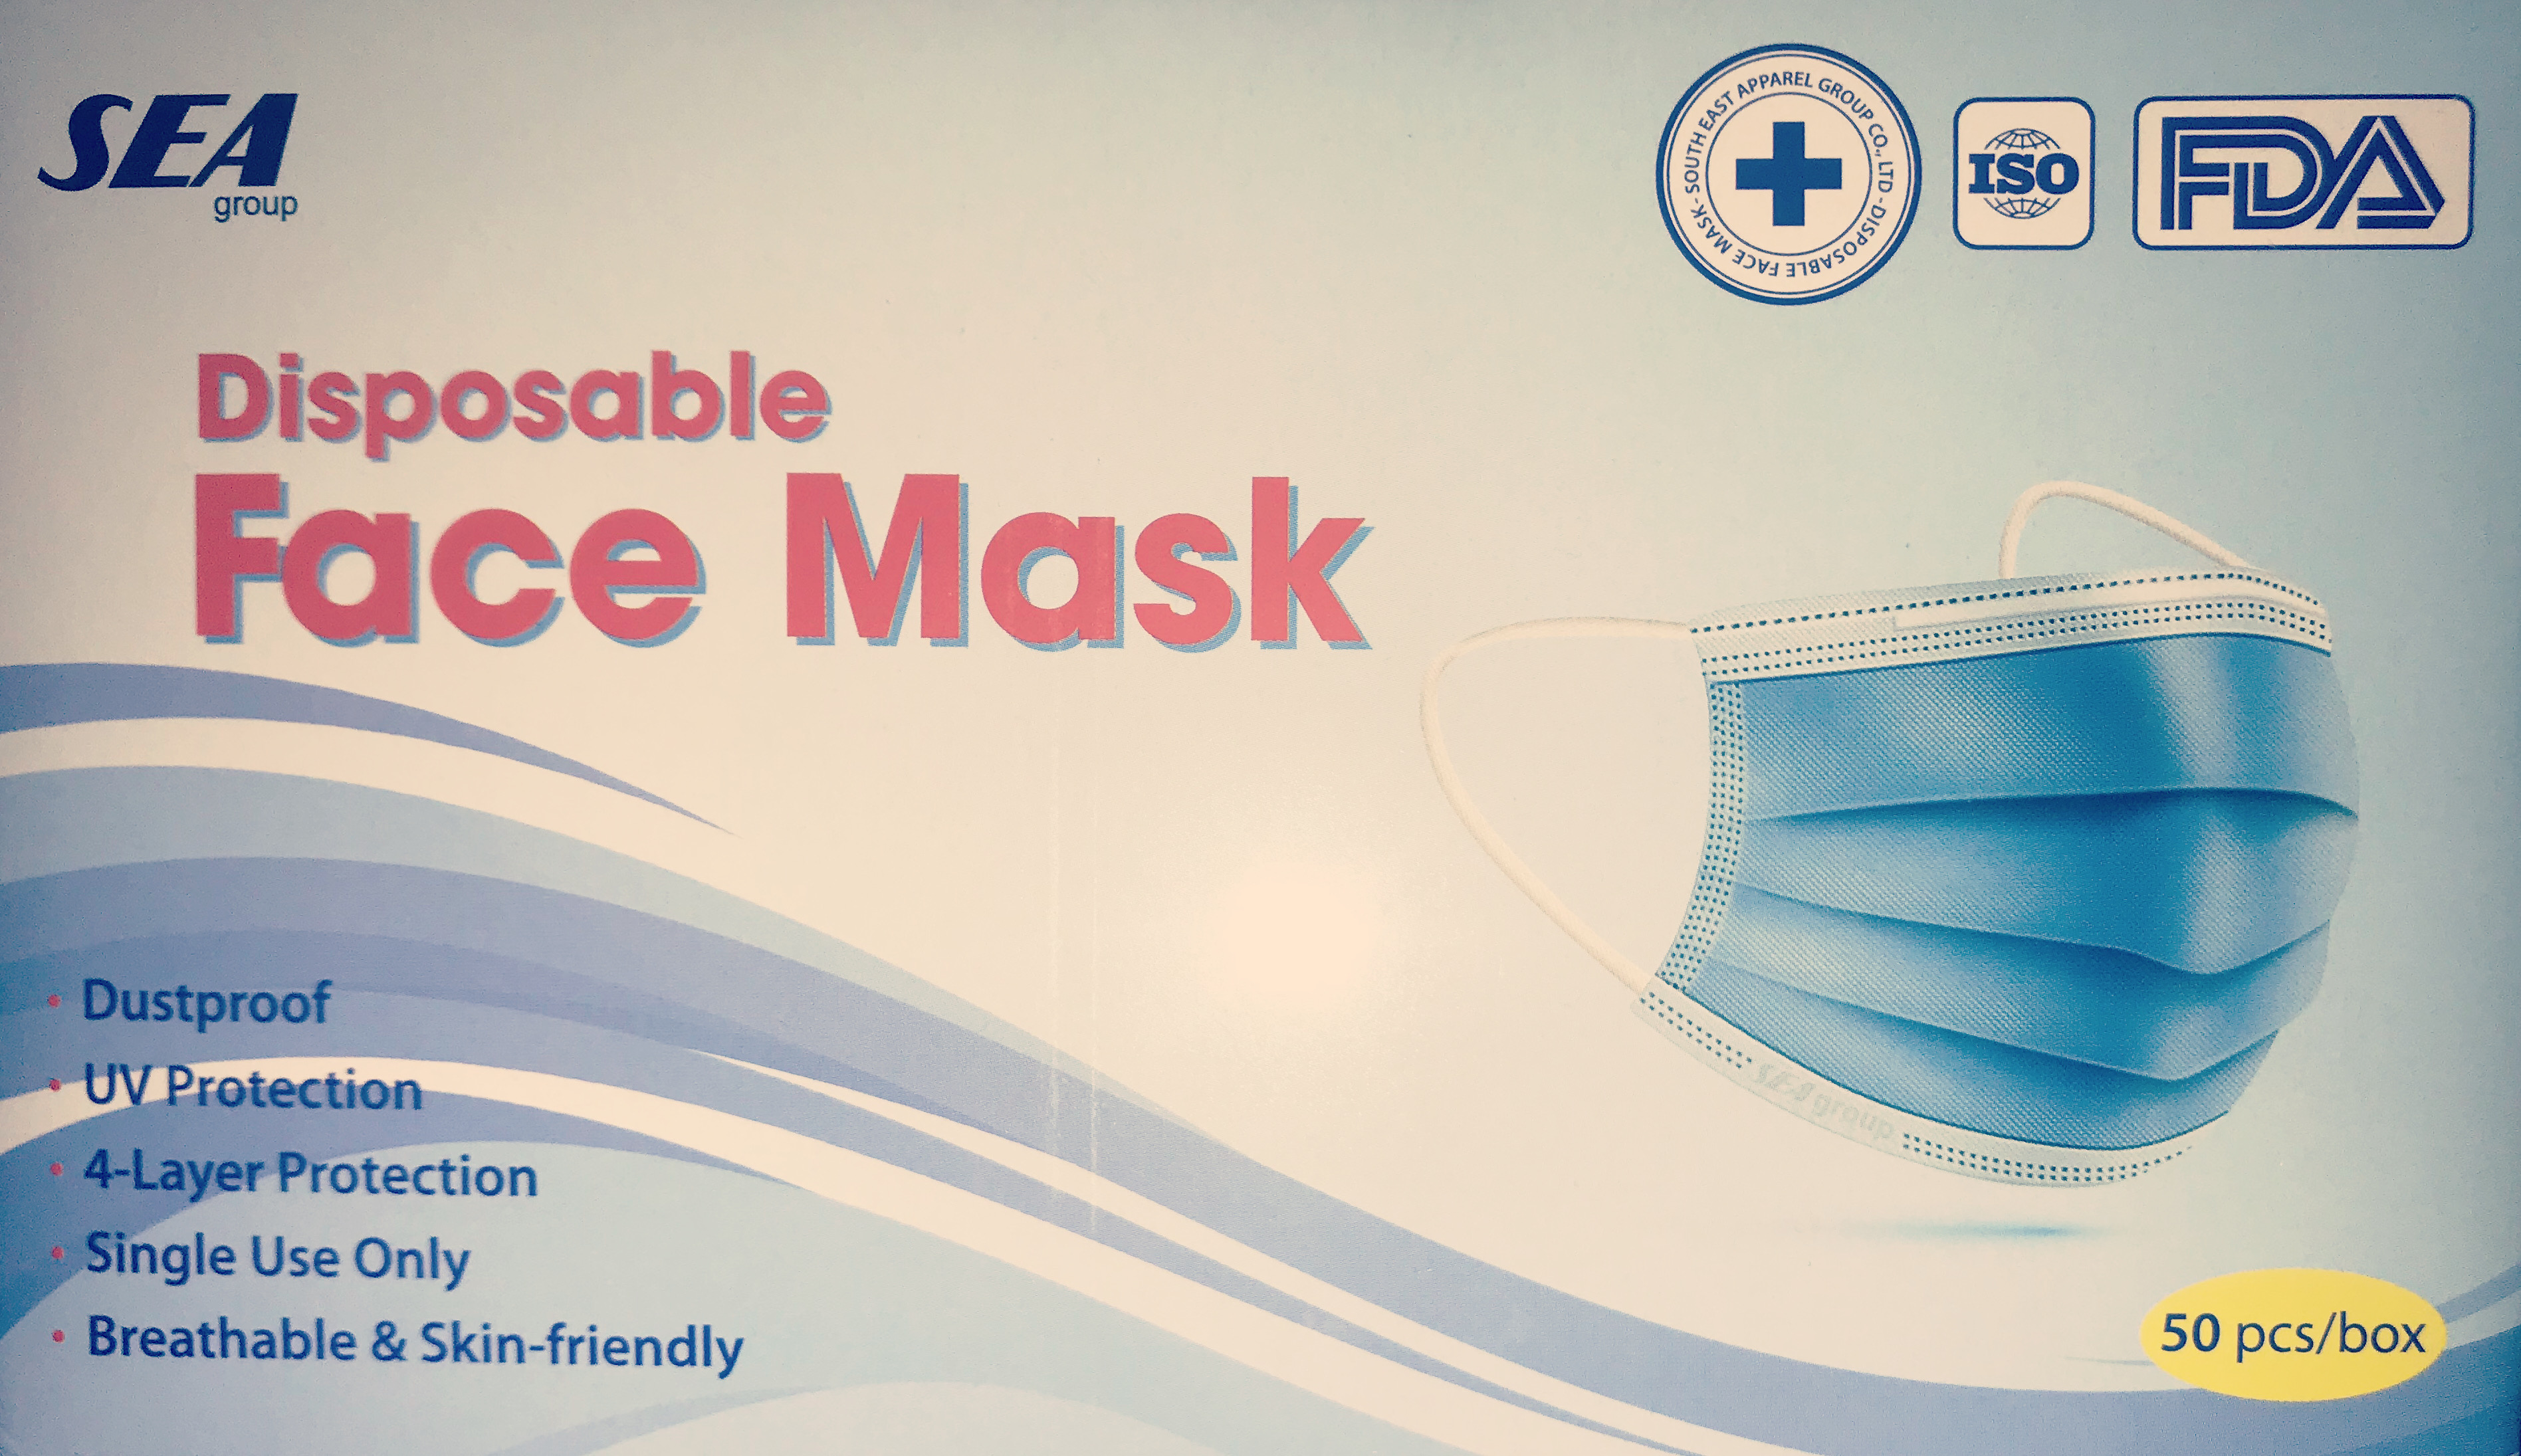 SEA
group
SOUTH EAST APPAREL GROUP CO., LTD - DISPOSABLE FACE MASK -
ISO
FDA
Disposable
Face Mask
SEA group
• Dustproof
• UV Protection
• 4-Layer Protection
• Single Use Only
• Breathable & Skin-friendly
50 pcs/box